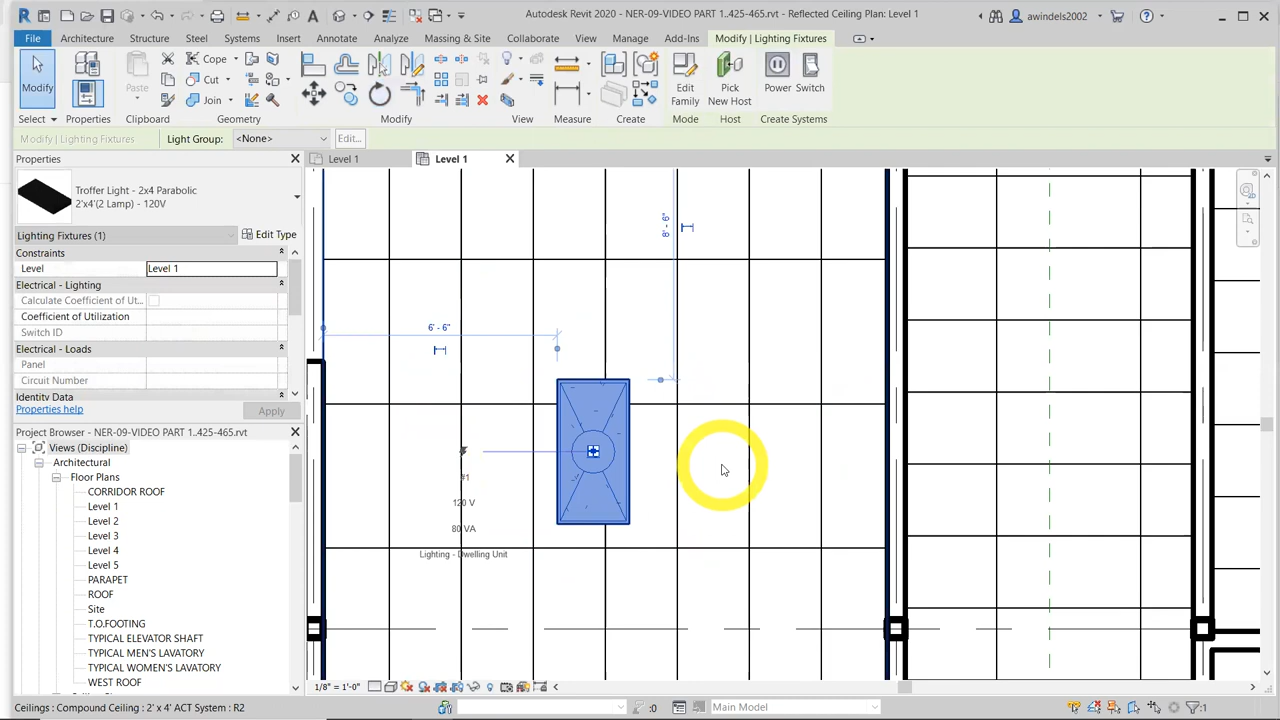 Autodesk Revit 2020 - NER-09-VIDEO PART 1..425-465.rvt - Reflected Ceiling Plan: Level 1
awindels2002
File Architecture Structure Steel Systems Insert Annotate Analyze Massing & Site Collaborate View Manage Add-Ins Modify | Lighting Fixtures
Cope
Cut
Join
Modify
Paste
Edit Family
Pick New Host
Power Switch
Select Properties Clipboard Geometry Modify View Measure Create Mode Host Create Systems
Modify | Lighting Fixtures Light Group: <None> Edit...
Properties
Level 1 Level 1
Troffer Light - 2x4 Parabolic
2'x4'(2 Lamp) - 120V
Lighting Fixtures (1) Edit Type
Constraints
Level Level 1
Electrical - Lighting
Calculate Coefficient of Ut...
Coefficient of Utilization
Switch ID
Electrical - Loads
Panel
Circuit Number
Identity Data
Properties help Apply
Project Browser - NER-09-VIDEO PART 1..425-465.rvt
Views (Discipline)
Architectural
Floor Plans
CORRIDOR ROOF
Level 1
Level 2
Level 3
Level 4
Level 5
PARAPET
ROOF
Site
T.O.FOOTING
TYPICAL ELEVATOR SHAFT
TYPICAL MEN'S LAVATORY
TYPICAL WOMEN'S LAVATORY
WEST ROOF
8' - 6"
6' - 6"
#1
120 V
80 VA
Lighting - Dwelling Unit
1/8" = 1'-0"
Ceilings : Compound Ceiling : 2' x 4' ACT System : R2
:0
Main Model
:1